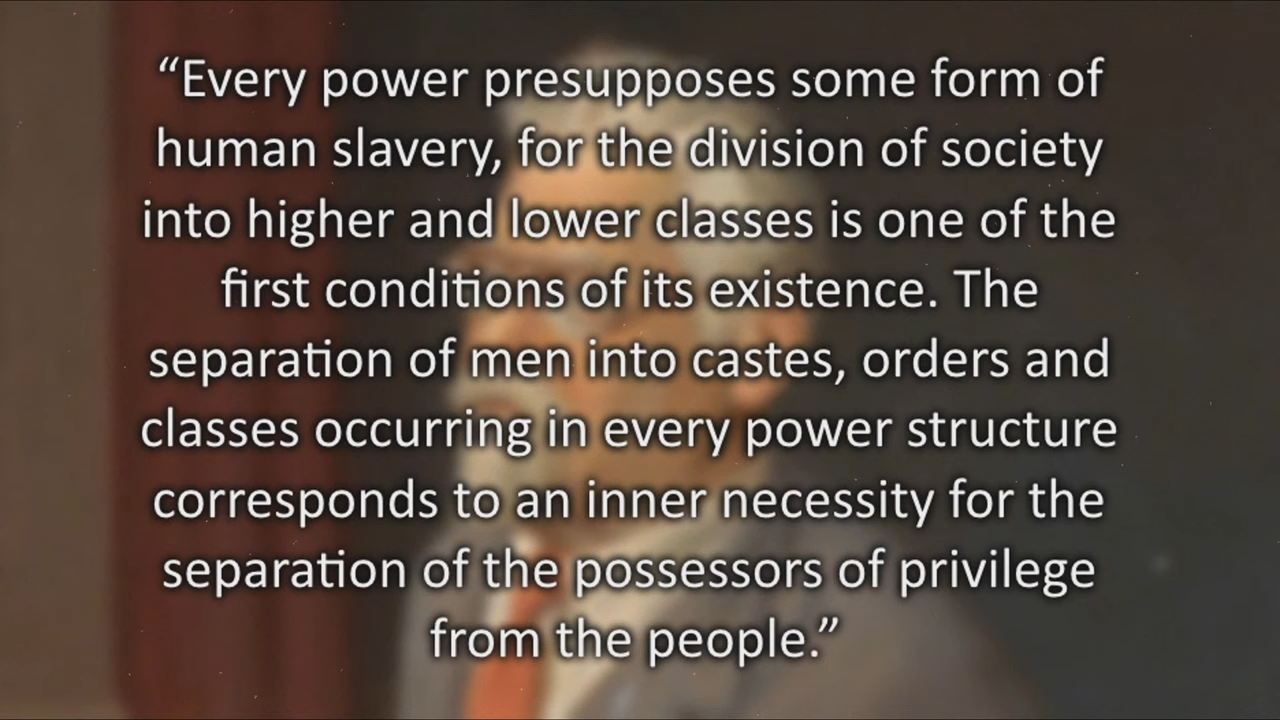 “Every power presupposes some form of
human slavery, for the division of society
into higher and lower classes is one of the
first conditions of its existence. The
separation of men into castes, orders and
classes occurring in every power structure
corresponds to an inner necessity for the
separation of the possessors of privilege
from the people.”